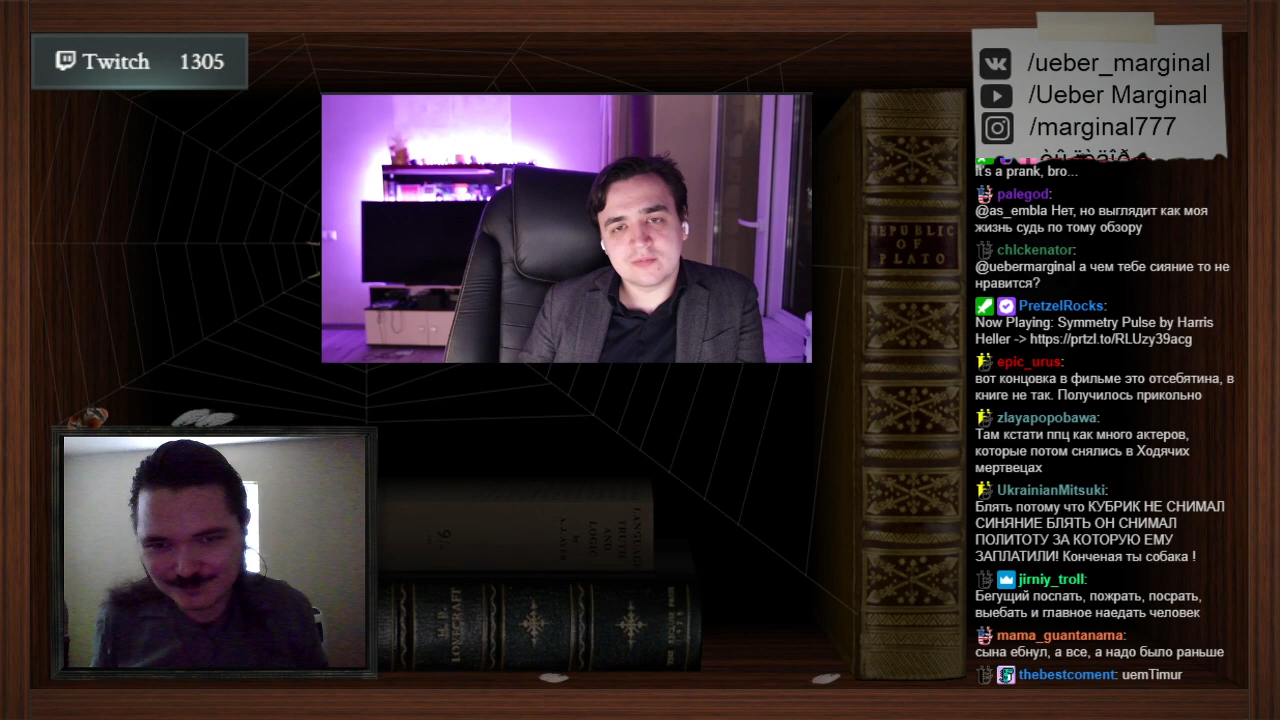 Twitch 1305
/ueber_marginal
/Ueber Marginal
/marginal777
It's a prank, bro...
palegod:
@as_embla Нет, но выглядит как моя
жизнь судь по тому обзору
chIckenator:
@uebermarginal а чем тебе сияние то не
нравится?
PretzelRocks:
Now Playing: Symmetry Pulse by Harris
Heller -> https://prtzl.to/RLUzy39acg
epic_urus:
вот концовка в фильме это отсебятина, в
книге не так. Получилось прикольно
zlayapopobawa:
Там кстати ппц как много актеров,
которые потом снялись в Ходячих
мертвецах
UkrainianMitsuki:
Блять потому что КУБРИК НЕ СНИМАЛ
СИНЯНИЕ БЛЯТЬ ОН СНИМАЛ
ПОЛИТОТУ ЗА КОТОРУЮ ЕМУ
ЗАПЛАТИЛИ! Конченая ты собака !
jirniy_troll:
Бегущий поспать, пожрать, посрать,
выебать и главное наедать человек
mama_guantanama:
сына ебнул, а все, а надо было раньше
thebestcoment: uemTimur
REPUBLIC
OF
PLATO
LANGUAGE
TRUTH
AND
LOGIC
H.P.
LOVECRAFT